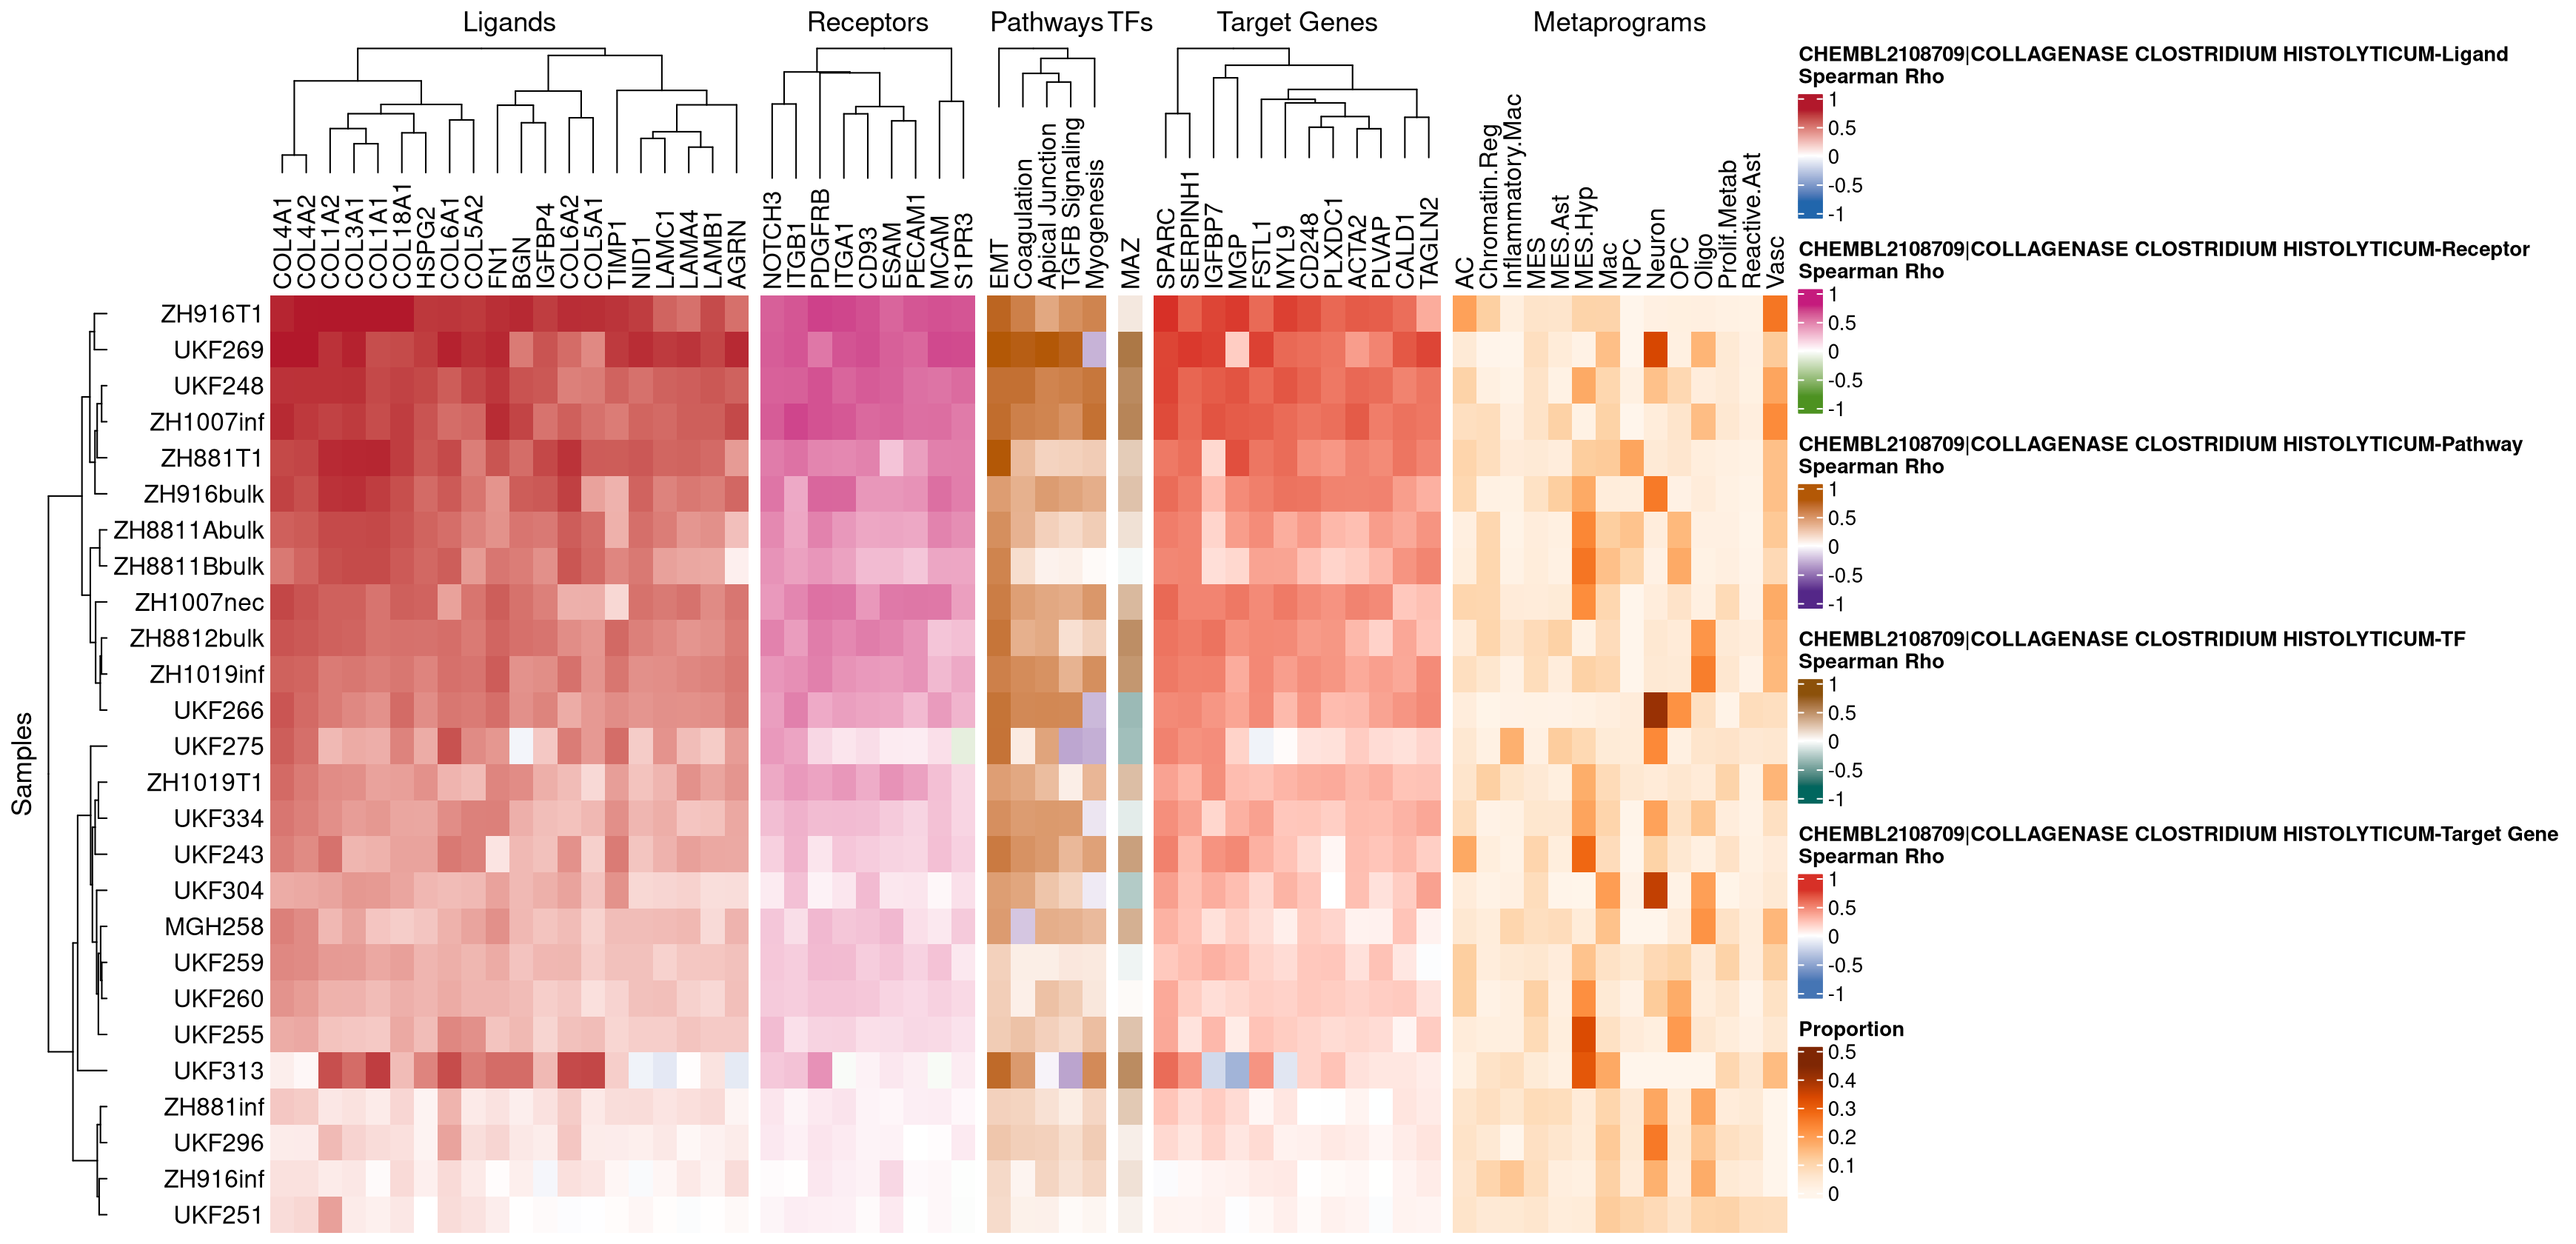 Ligands
Receptors
Pathways
TFs
Target Genes
Metaprograms
COL4A1
COL4A2
COL1A2
COL3A1
COL1A1
COL18A1
HSPG2
COL6A1
COL5A2
FN1
BGN
IGFBP4
COL6A2
COL5A1
TIMP1
NID1
LAMC1
LAMA4
LAMB1
AGRN
NOTCH3
ITGB1
PDGFRB
ITGA1
CD93
ESAM
PECAM1
MCAM
S1PR3
EMT
Coagulation
Apical Junction
TGFB Signaling
Myogenesis
MAZ
SPARC
SERPINH1
IGFBP7
MGP
FSTL1
MYL9
CD248
PLXDC1
ACTA2
PLVAP
CALD1
TAGLN2
AC
Chromatin.Reg
Inflammatory.Mac
MES
MES.Ast
MES.Hyp
Mac
NPC
Neuron
OPC
Oligo
Prolif.Metab
Reactive.Ast
Vasc
Samples
ZH916T1
UKF269
UKF248
ZH1007inf
ZH881T1
ZH916bulk
ZH8811Abulk
ZH8811Bbulk
ZH1007nec
ZH8812bulk
ZH1019inf
UKF266
UKF275
ZH1019T1
UKF334
UKF243
UKF304
MGH258
UKF259
UKF260
UKF255
UKF313
ZH881inf
UKF296
ZH916inf
UKF251
CHEMBL2108709|COLLAGENASE CLOSTRIDIUM HISTOLYTICUM-Ligand
Spearman Rho
1
0.5
0
-0.5
-1
CHEMBL2108709|COLLAGENASE CLOSTRIDIUM HISTOLYTICUM-Receptor
Spearman Rho
1
0.5
0
-0.5
-1
CHEMBL2108709|COLLAGENASE CLOSTRIDIUM HISTOLYTICUM-Pathway
Spearman Rho
1
0.5
0
-0.5
-1
CHEMBL2108709|COLLAGENASE CLOSTRIDIUM HISTOLYTICUM-TF
Spearman Rho
1
0.5
0
-0.5
-1
CHEMBL2108709|COLLAGENASE CLOSTRIDIUM HISTOLYTICUM-Target Gene
Spearman Rho
1
0.5
0
-0.5
-1
Proportion
0.5
0.4
0.3
0.2
0.1
0